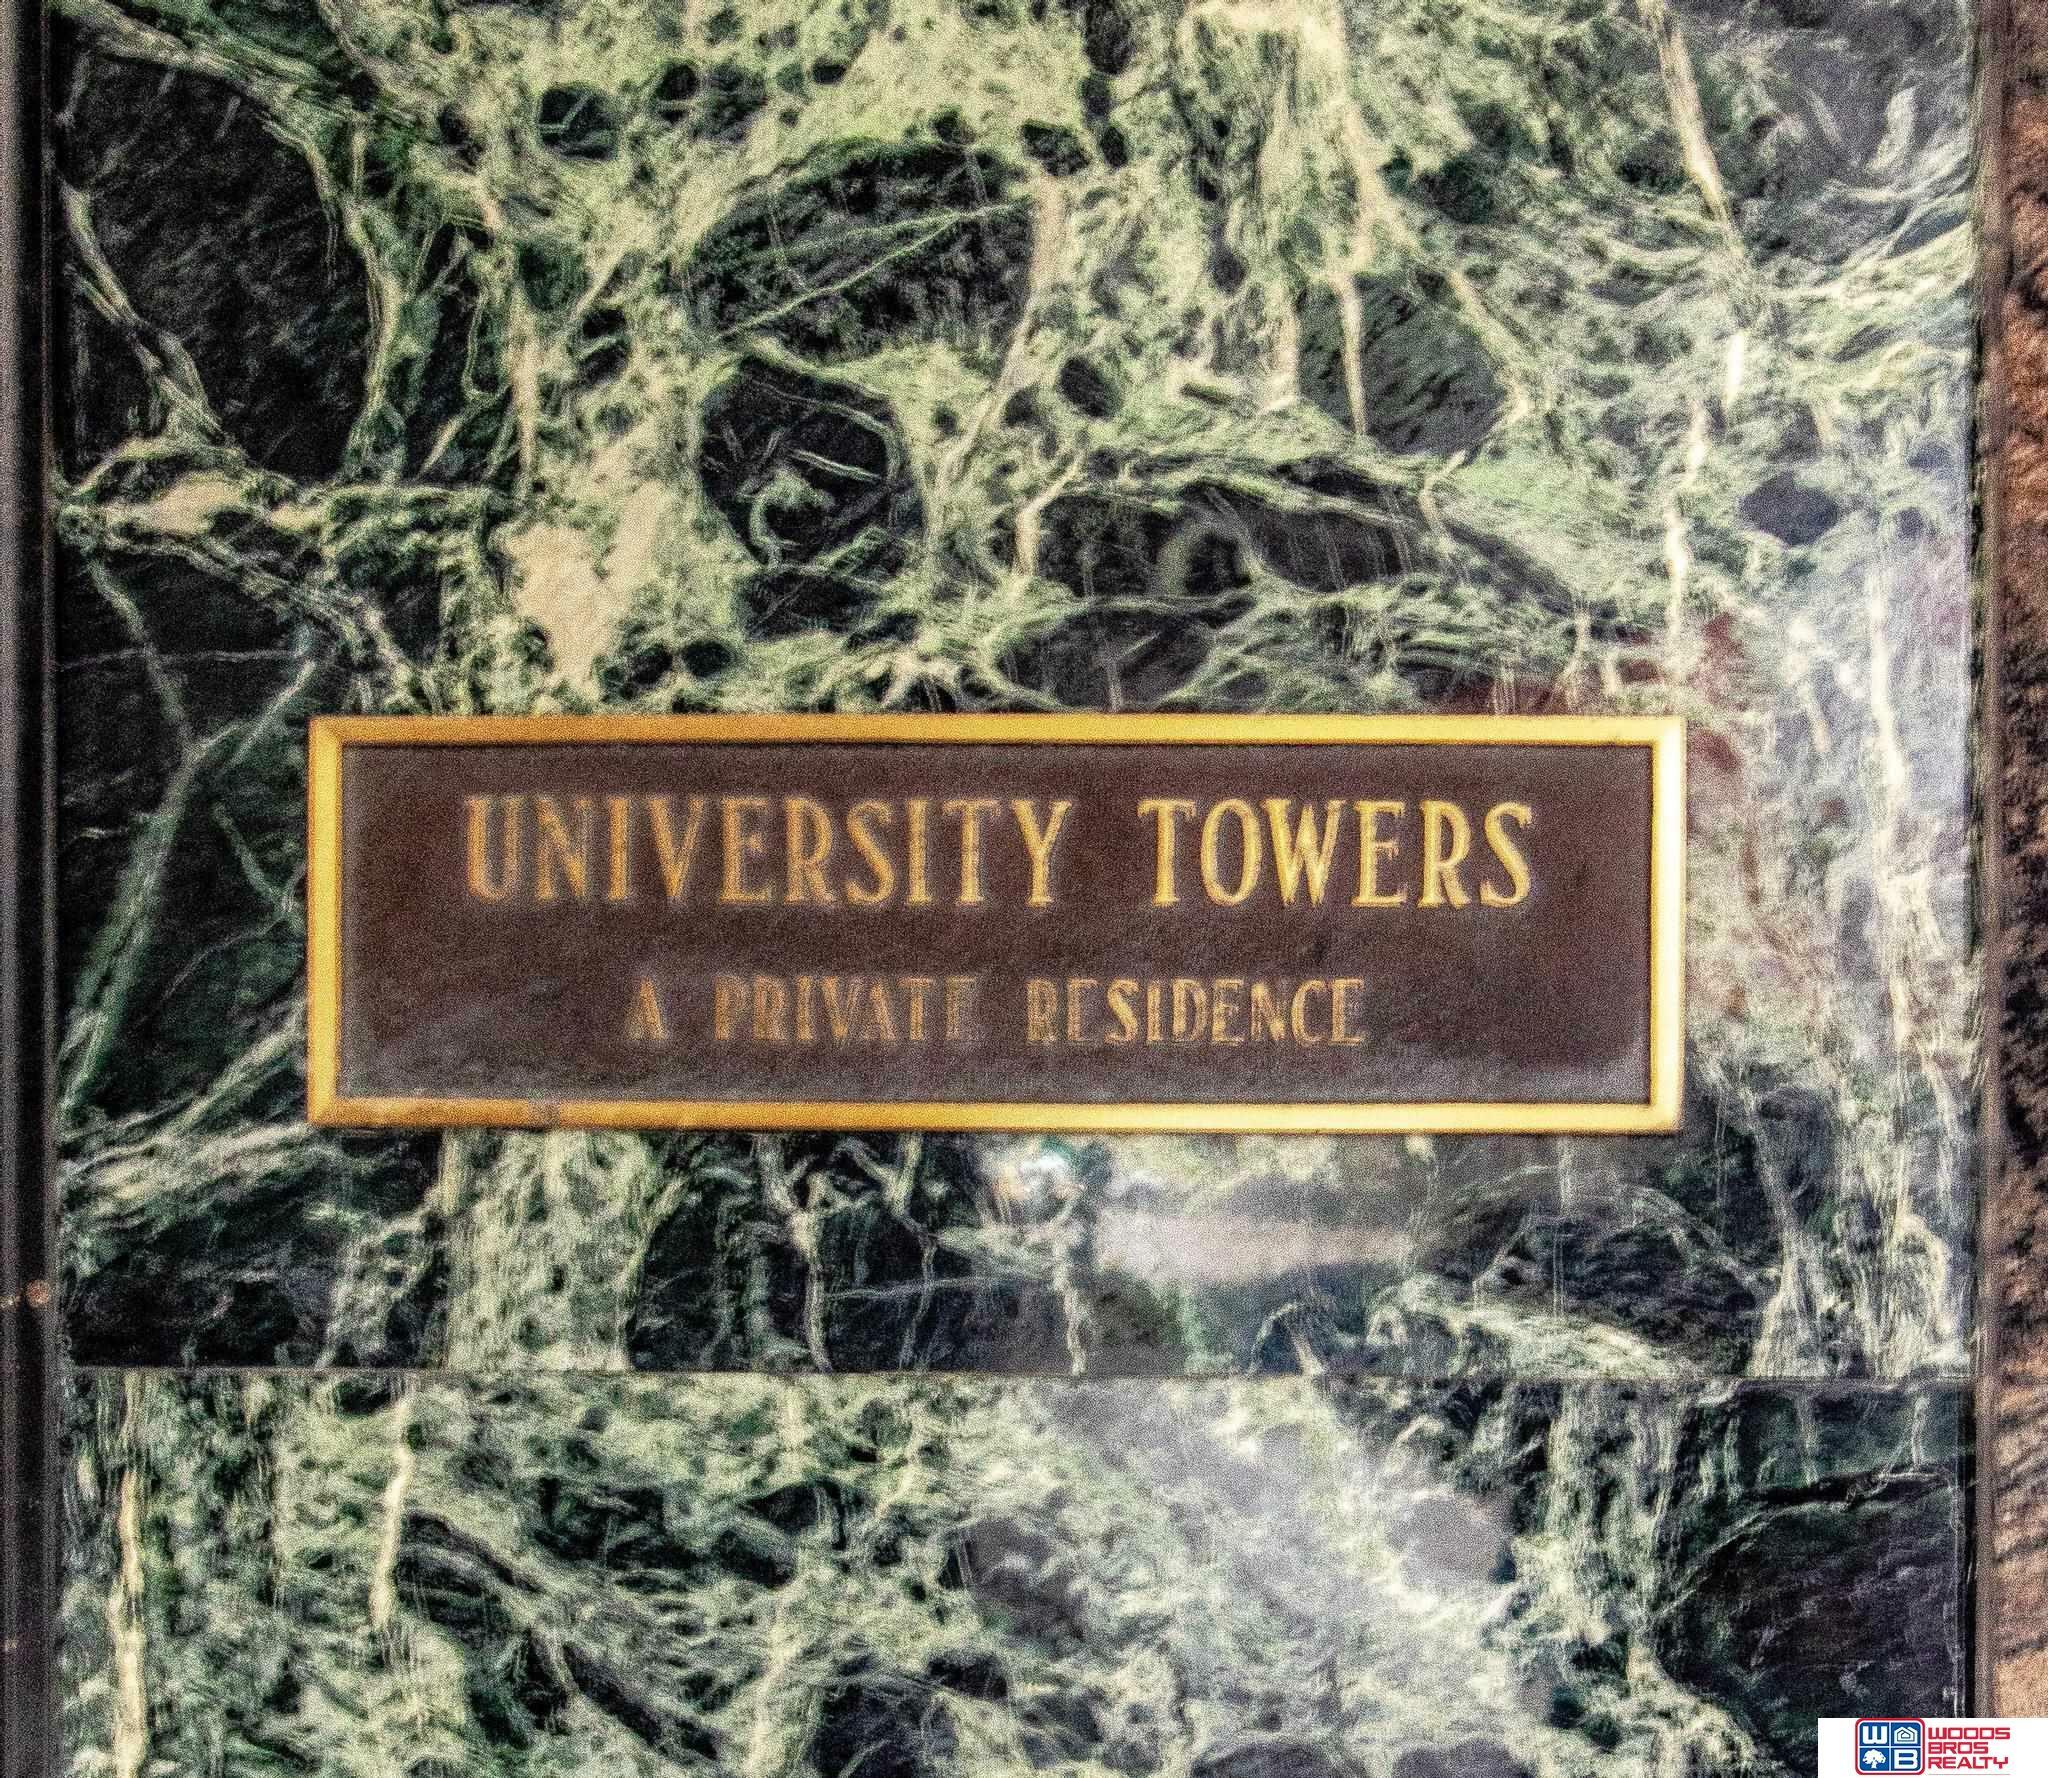 UNIVERSITY TOWERS
A PRIVATE RESIDENCE
W B
WOODS
BROS
REALTY